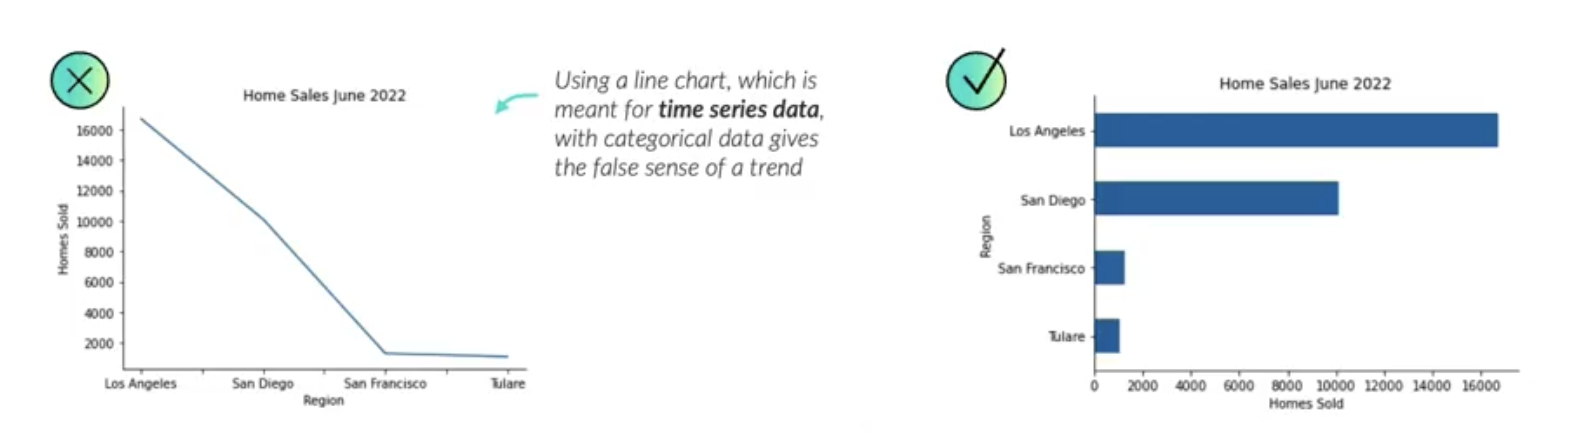 Home Sales June 2022
16000
14000
12000
10000
8000
6000
4000
2000
Homes Sold
Los Angeles San Diego San Francisco Tulare
Region
Using a line chart, which is
meant for time series data,
with categorical data gives
the false sense of a trend
Home Sales June 2022
Los Angeles
San Diego
San Francisco
Tulare
Region
0 2000 4000 6000 8000 10000 12000 14000 16000
Homes Sold